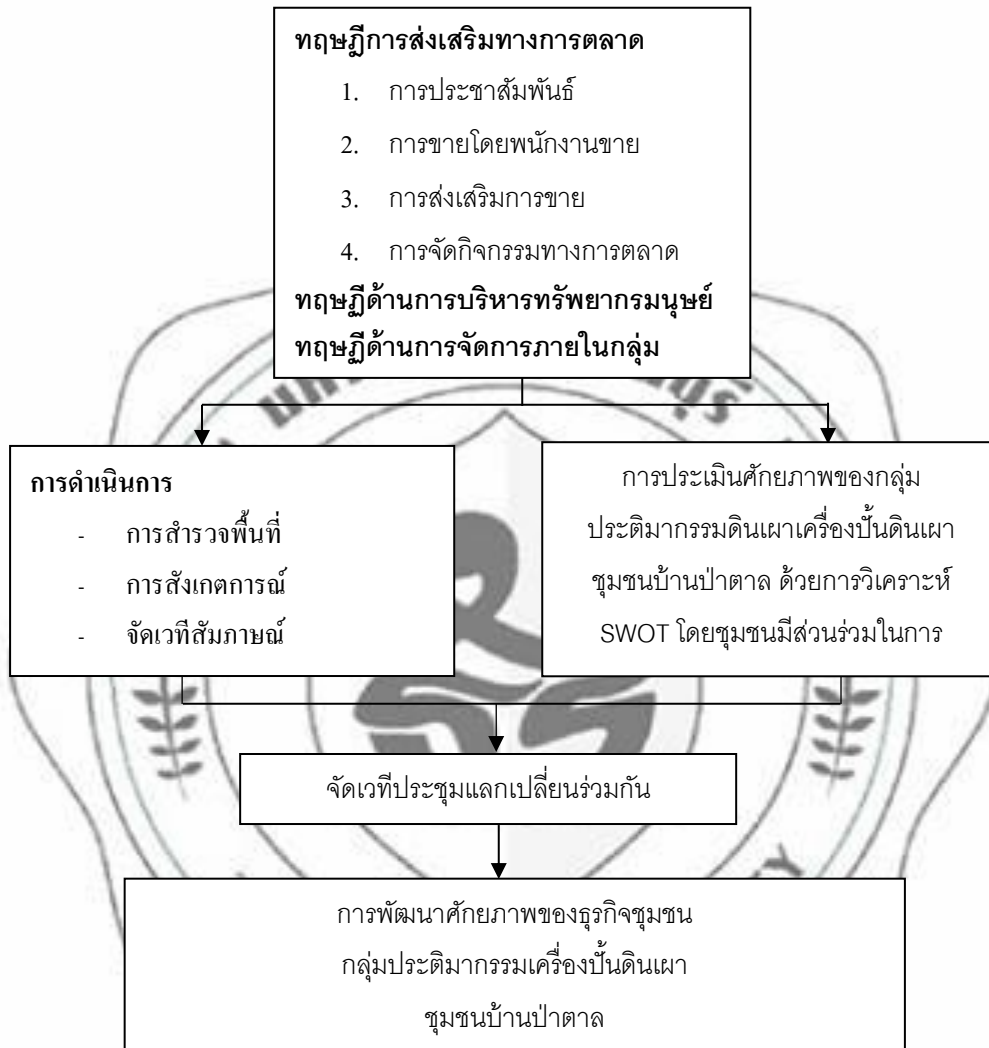 ทฤษฎีการส่งเสริมทางการตลาด
1. การประชาสัมพันธ์
2. การขายโดยพนักงานขาย
3. การส่งเสริมการขาย
4. การจัดกิจกรรมทางการตลาด
ทฤษฎีด้านการบริหารทรัพยากรมนุษย์
ทฤษฏีด้านการจัดการภายในกลุ่ม
การดำเนินการ
- การสำรวจพื้นที่
- การสังเกตการณ์
- จัดเวทีสัมภาษณ์
การประเมินศักยภาพของกลุ่ม
ประติมากรรมดินเผาเครื่องปั้นดินเผา
ชุมชนบ้านป่าตาล ด้วยการวิเคราะห์
SWOT โดยชุมชนมีส่วนร่วมในการ
จัดเวทีประชุมแลกเปลี่ยนร่วมกัน
การพัฒนาศักยภาพของธุรกิจชุมชน
กลุ่มประติมากรรมเครื่องปั้นดินเผา
ชุมชนบ้านป่าตาล